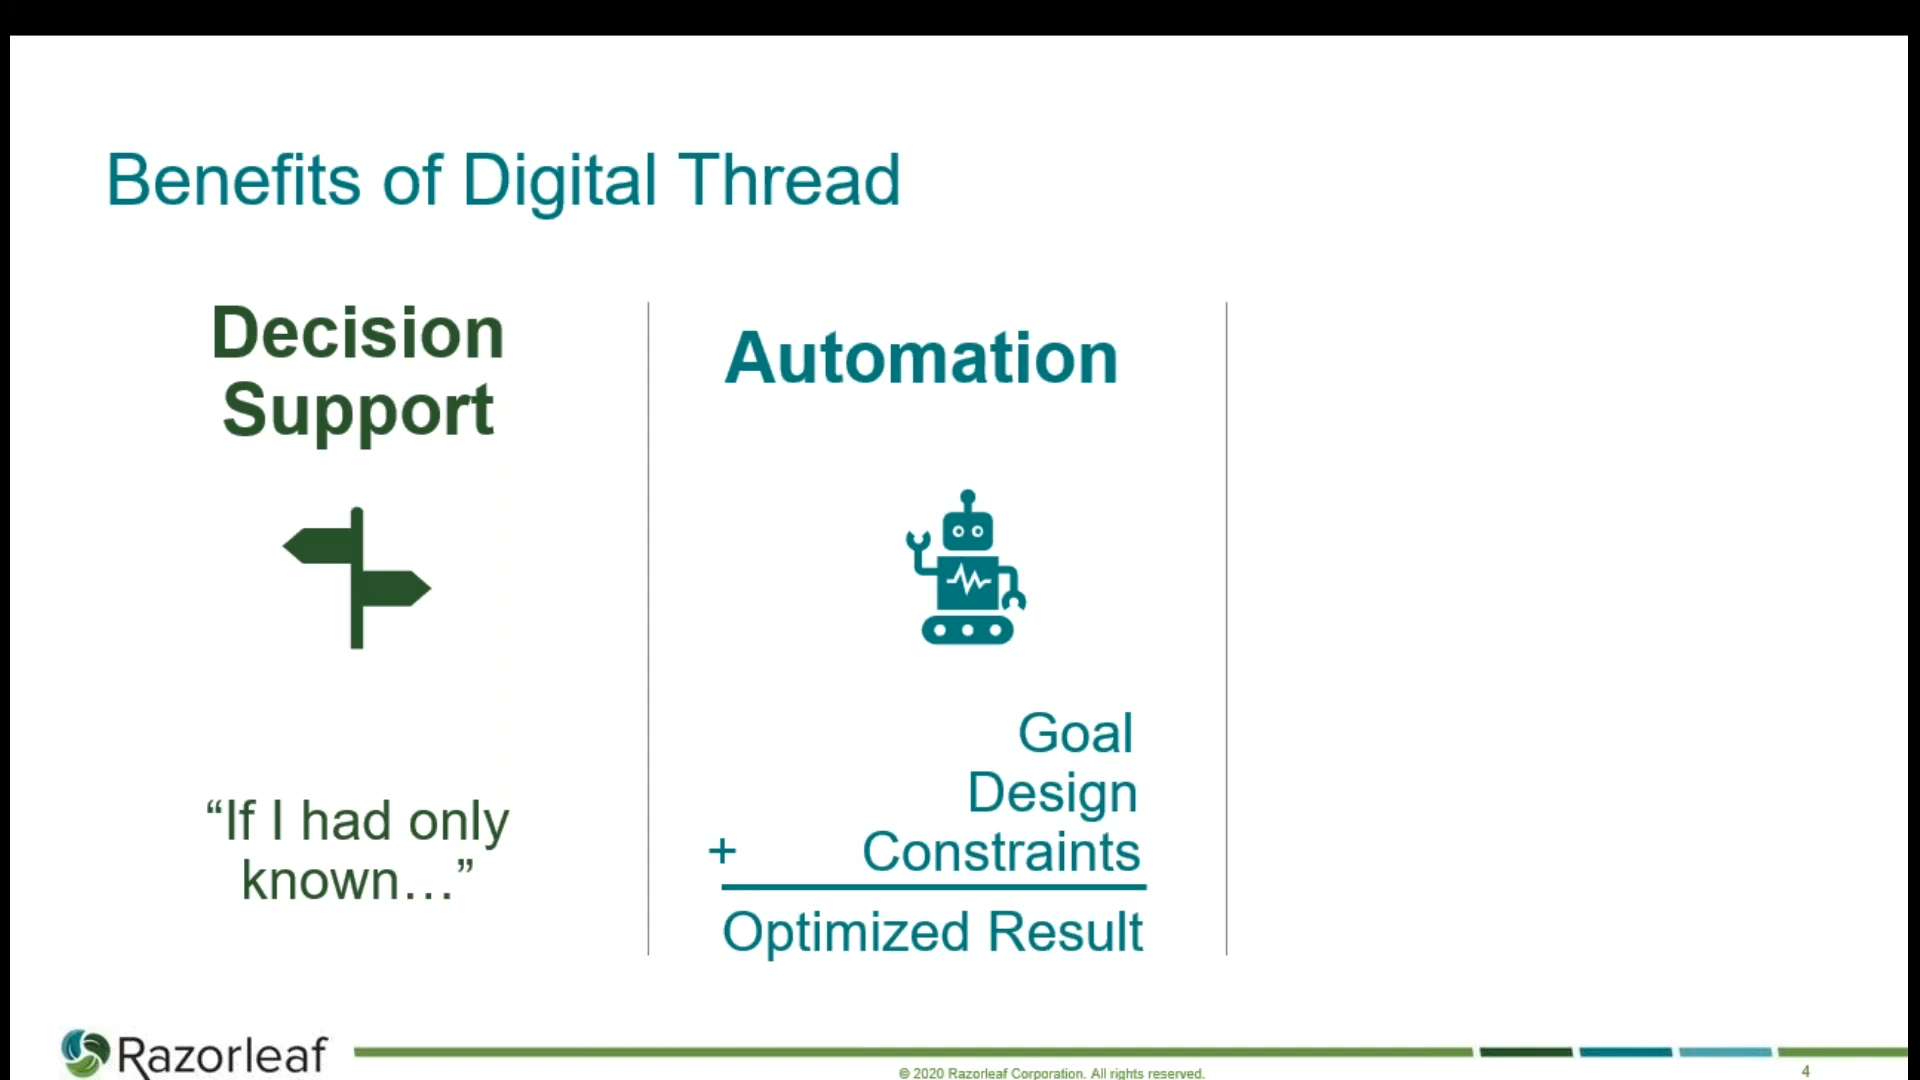 Benefits of Digital Thread
Decision
Support
“If I had only
known…”
Automation
Goal
Design
+ Constraints
Optimized Result
Razorleaf
© 2020 Razorleaf Corporation. All rights reserved.
4